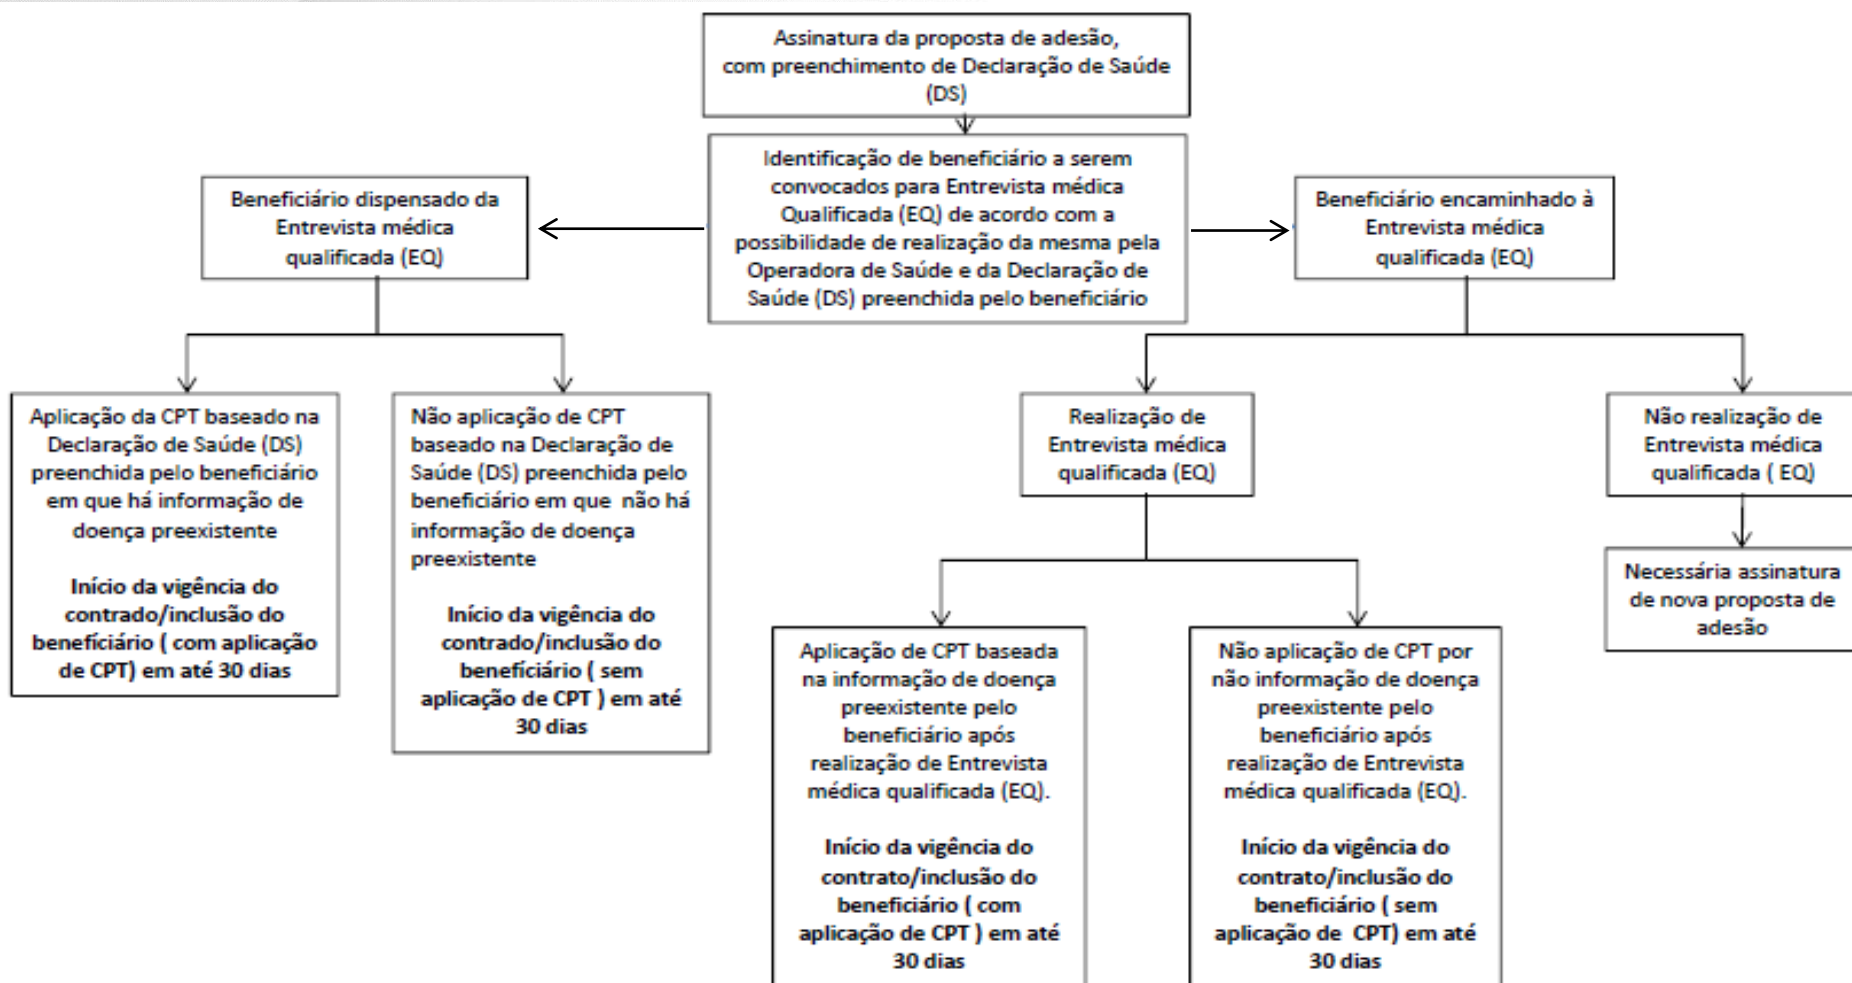 Assinatura da proposta de adesão,
com preenchimento de Declaração de Saúde
(DS)
Identificação de beneficiário a serem
convocados para Entrevista médica
Qualificada (EQ) de acordo com a
possibilidade de realização da mesma pela
Operadora de Saúde e da Declaração de
Saúde (DS) preenchida pelo beneficiário
Beneficiário dispensado da
Entrevista médica
qualificada (EQ)
Beneficiário encaminhado à
Entrevista médica
qualificada (EQ)
Aplicação da CPT baseado na
Declaração de Saúde (DS)
preenchida pelo beneficiário
em que há informação de
doença preexistente
Início da vigência do
contrado/inclusão do
benefíciário ( com aplicação
de CPT) em até 30 dias
Não aplicação de CPT
baseado na Declaração de
Saúde (DS) preenchida pelo
beneficiário em que não há
informação de doença
preexistente
Início da vigência do
contrado/inclusão do
benefíciário ( sem
aplicação de CPT ) em até
30 dias
Realização de
Entrevista médica
qualificada (EQ)
Não realização de
Entrevista médica
qualificada ( EQ)
Necessária assinatura
de nova proposta de
adesão
Aplicação de CPT baseada
na informação de doença
preexistente pelo
beneficiário após
realização de Entrevista
médica qualificada (EQ).
Início da vigência do
contrato/inclusão do
beneficiário ( com
aplicação de CPT ) em até
30 dias
Não aplicação de CPT por
não informação de doença
preexistente pelo
beneficiário após
realização de Entrevista
médica qualificada (EQ).
Início da vigência do
contrato/inclusão do
beneficiário ( sem
aplicação de CPT) em até
30 dias